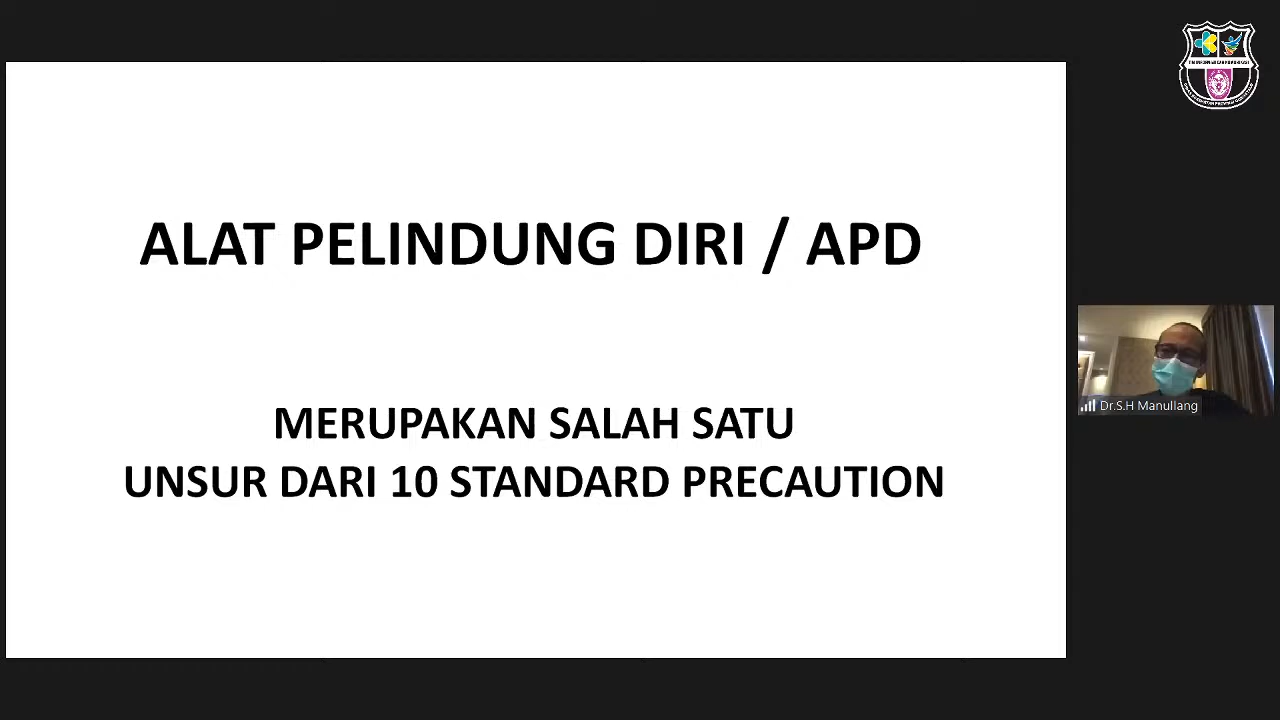 ALAT PELINDUNG DIRI / APD
MERUPAKAN SALAH SATU
UNSUR DARI 10 STANDARD PRECAUTION
Dr.S.H Manullang